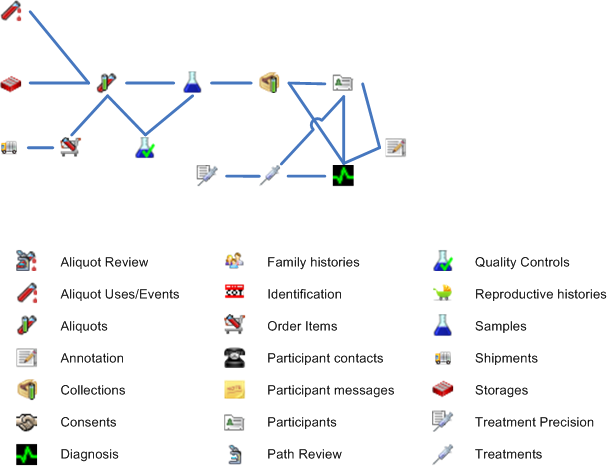 Aliquot Review Family histories Quality Controls
Aliquot Uses/Events Identification Reproductive histories
Aliquots Order Items Samples
Annotation Participant contacts Shipments
Collections Participant messages Storages
Consents Participants Treatment Precision
Diagnosis Path Review Treatments